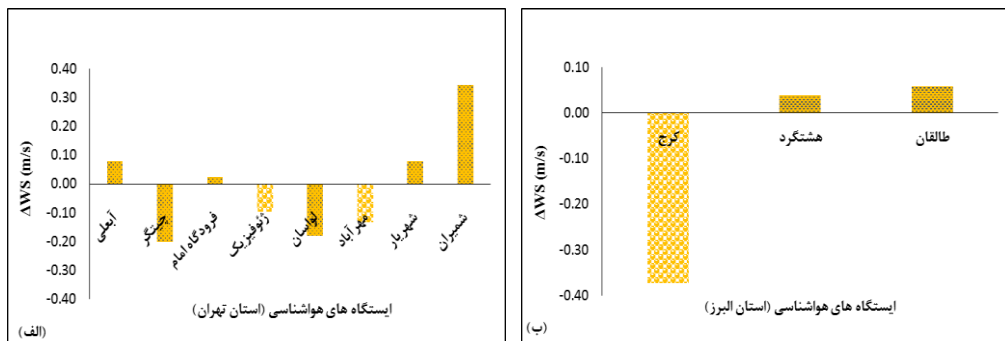 0.40
0.30
0.20
0.10
0.00
-0.10
-0.20
-0.30
-0.40
ΔWS (m/s)
آبعلی
چیتگر
فرودگاه امام
ژئوفیزیک
لواسان
مهرآباد
شهریار
شمیران
ایستگاه های هواشناسی (استان تهران)
(الف)
0.10
0.00
-0.10
-0.20
-0.30
-0.40
ΔWS (m/s)
کرج
هشتگرد
طالقان
ایستگاه های هواشناسی (استان البرز)
(ب)